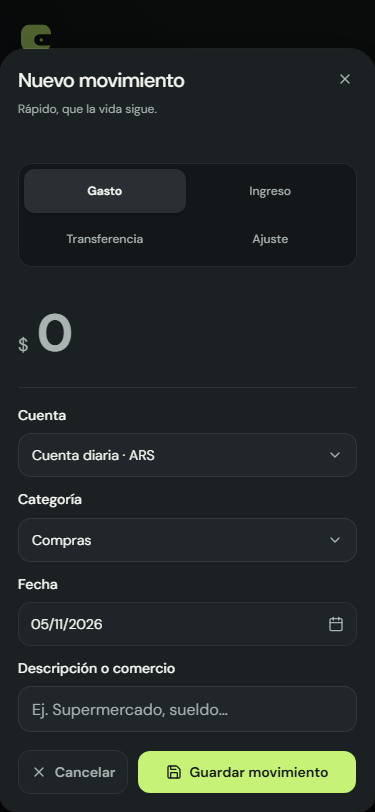 Nuevo movimiento
Rápido, que la vida sigue.
Gasto
Ingreso
Transferencia
Ajuste
$ 0
Cuenta
Cuenta diaria · ARS
Categoría
Compras
Fecha
05/11/2026
Descripción o comercio
Ej. Supermercado, sueldo...
Cancelar
Guardar movimiento